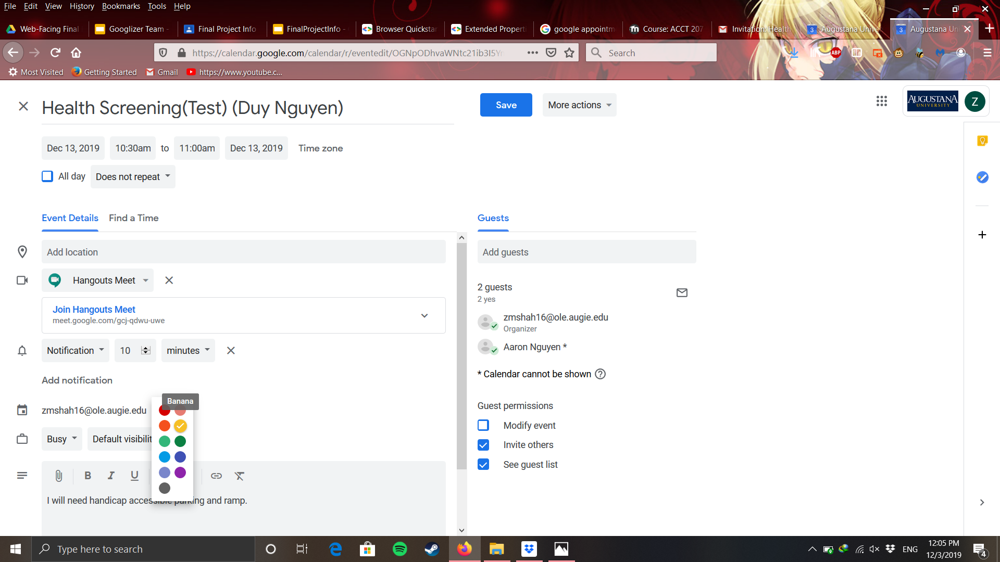 File Edit View History Bookmarks Tools Help
Web-Facing Final
Googlizer Team -
Final Project Info
FinalProjectInfo -
Browser Quickstar
Extended Properti
google appointm
Course: ACCT 207
Invitation: Health
Augustana Unive
Augustana Uni
https://calendar.google.com/calendar/r/eventedit/OGNpODhvaWNtc21ib3I5Y
Search
ABP
Most Visited Getting Started Gmail https://www.youtube.c...
Health Screening(Test) (Duy Nguyen)
Save
More actions
AUGUSTANA
UNIVERSITY
Z
Dec 13, 2019 10:30am to 11:00am Dec 13, 2019 Time zone
All day Does not repeat
Event Details Find a Time
Guests
Add location
Hangouts Meet
Join Hangouts Meet
meet.google.com/gcj-qdwu-uwe
Notification 10 minutes
Add notification
Banana
zmshah16@ole.augie.edu
Busy Default visibilit
B I U
I will need handicap accessible parking and ramp.
Add guests
2 guests
2 yes
zmshah16@ole.augie.edu
Organizer
Aaron Nguyen *
* Calendar cannot be shown
Guest permissions
Modify event
Invite others
See guest list
Type here to search
ENG
12:05 PM
12/3/2019
4